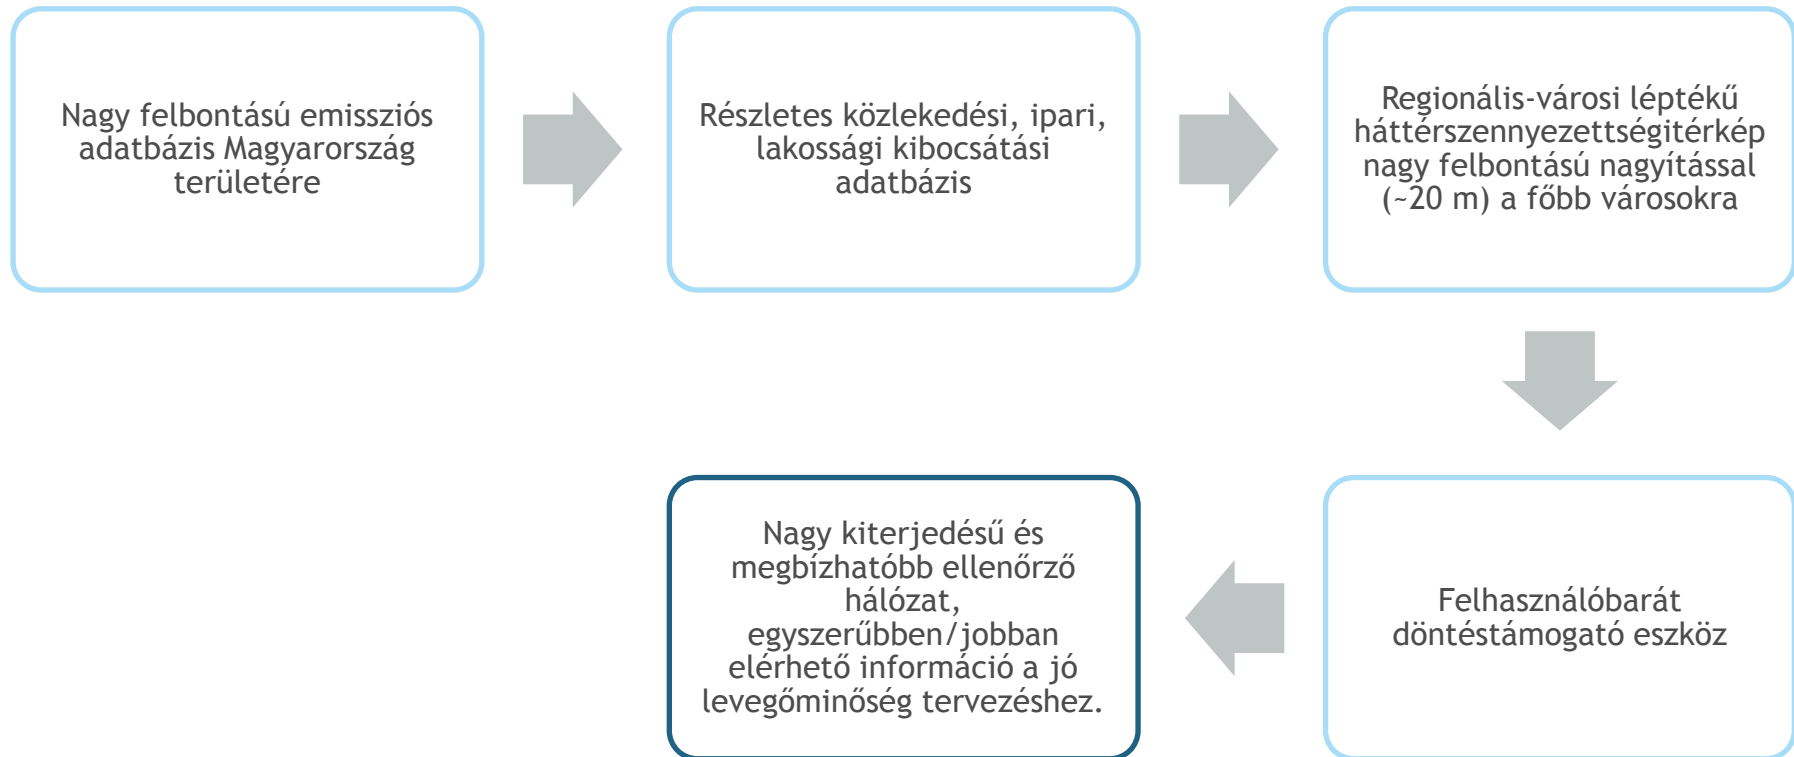 Nagy felbontású emissziós
adatbázis Magyarország
területére
Részletes közlekedési, ipari,
lakossági kibocsátási
adatbázis
Regionális-városi léptékű
háttérszennyezettségitérkép
nagy felbontású nagyítással
(~20 m) a főbb városokra
Felhasználóbarát
döntéstámogató eszköz
Nagy kiterjedésű és
megbízhatóbb ellenőrző
hálózat,
egyszerűbben/jobban
elérhető információ a jó
levegőminőség tervezéshez.